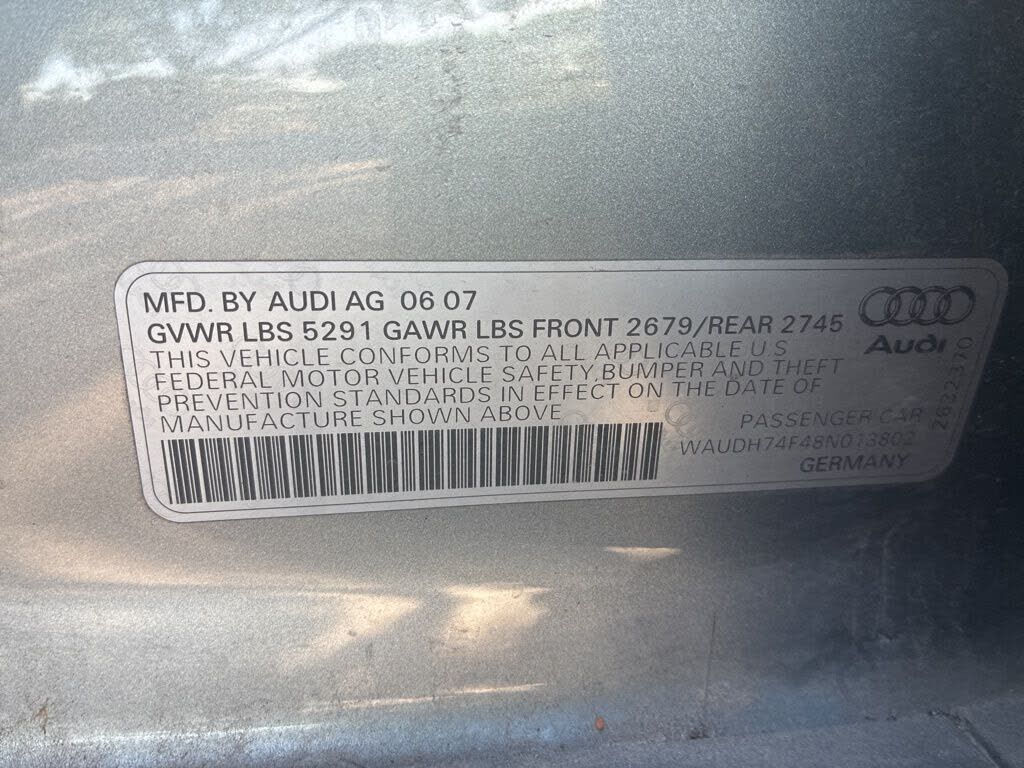 MFD. BY AUDI AG 06 07
GVWR LBS 5291 GAWR LBS FRONT 2679/REAR 2745
THIS VEHICLE CONFORMS TO ALL APPLICABLE U.S
FEDERAL MOTOR VEHICLE SAFETY,BUMPER AND THEFT
PREVENTION STANDARDS IN EFFECT ON THE DATE OF
MANUFACTURE SHOWN ABOVE
Audi
PASSENGER CAR
WAUDH74F48N013802
GERMANY
2622370